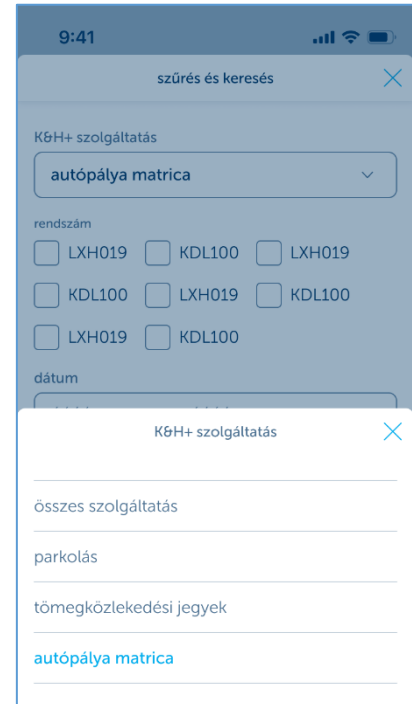 9:41
szűrés és keresés
K&H+ szolgáltatás
autópálya matrica
rendszám
LXH019 KDL100 LXH019
KDL100 LXH019 KDL100
LXH019 KDL100
dátum
K&H+ szolgáltatás
összes szolgáltatás
parkolás
tömegközlekedési jegyek
autópálya matrica